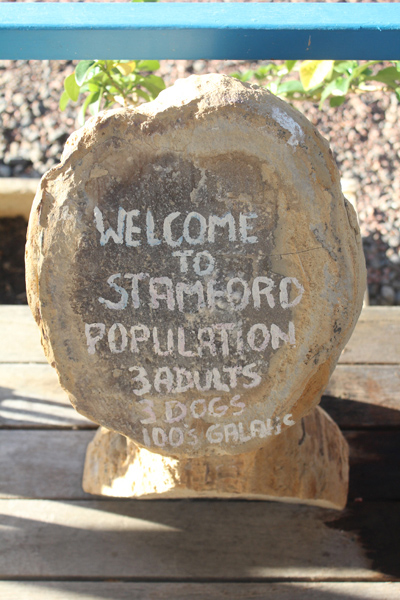 WELCOME
TO
STAMFORD
POPULATION
3 ADULTS
3 DOGS
100's GALAHS